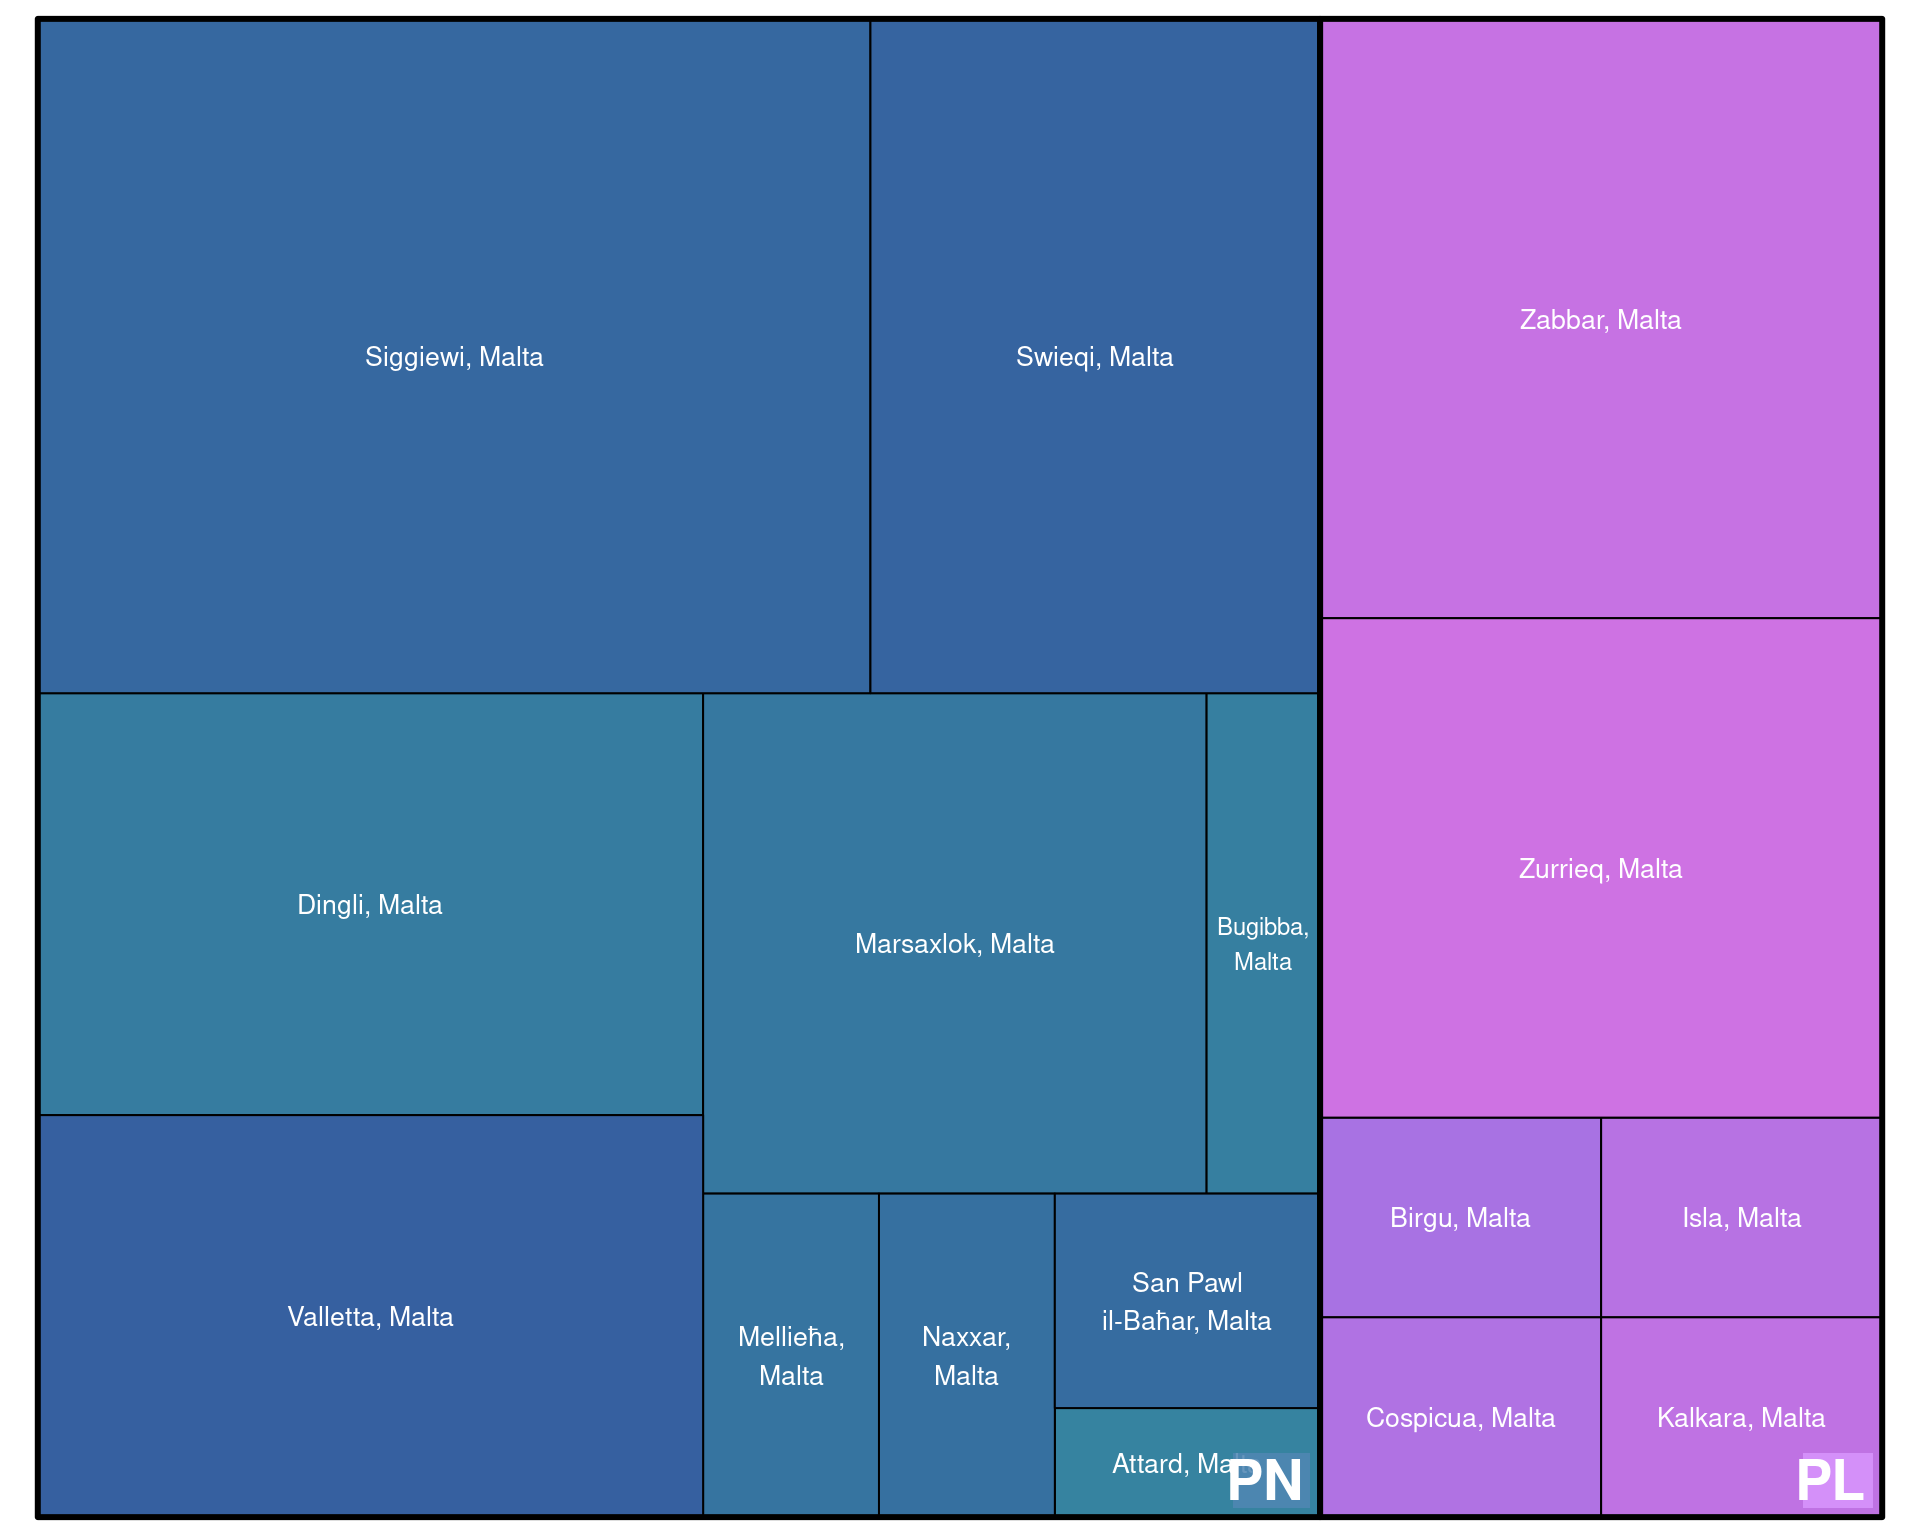 Siggiewi, Malta
Swieqi, Malta
Zabbar, Malta
Dingli, Malta
Marsaxlok, Malta
Bugibba,
Malta
Zurrieq, Malta
Valletta, Malta
Mellieħa,
Malta
Naxxar,
Malta
San Pawl
il-Baħar, Malta
Attard,
PN
Birgu, Malta
Isla, Malta
Cospicua, Malta
Kalkara, Malta
PL